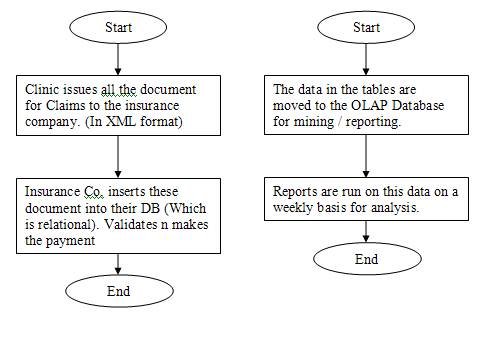 Start
Clinic issues all the document
for Claims to the insurance
company. (In XML format)
Insurance Co. inserts these
document into their DB (Which
is relational). Validates n makes
the payment
End
Start
The data in the tables are
moved to the OLAP Database
for mining / reporting.
Reports are run on this data on a
weekly basis for analysis.
End